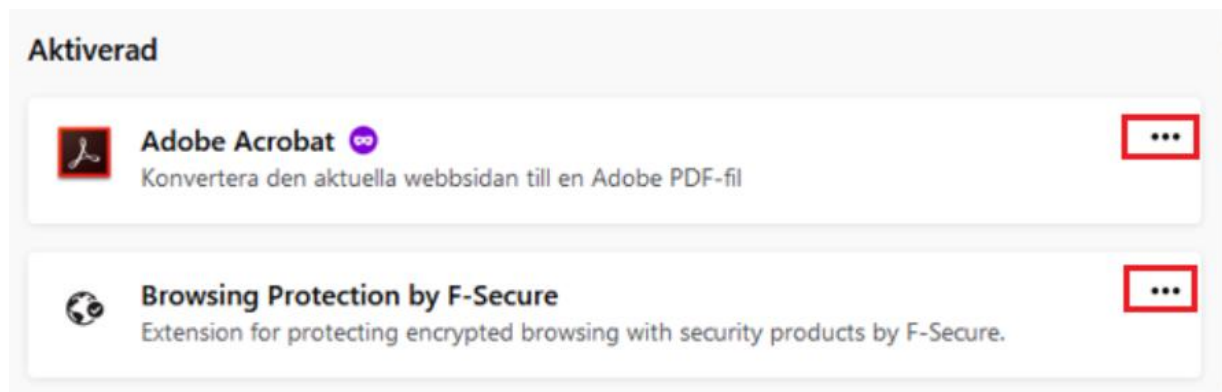 Aktiverad
Adobe Acrobat
Konvertera den aktuella webbsidan till en Adobe PDF-fil
Browsing Protection by F-Secure
Extension for protecting encrypted browsing with security products by F-Secure.